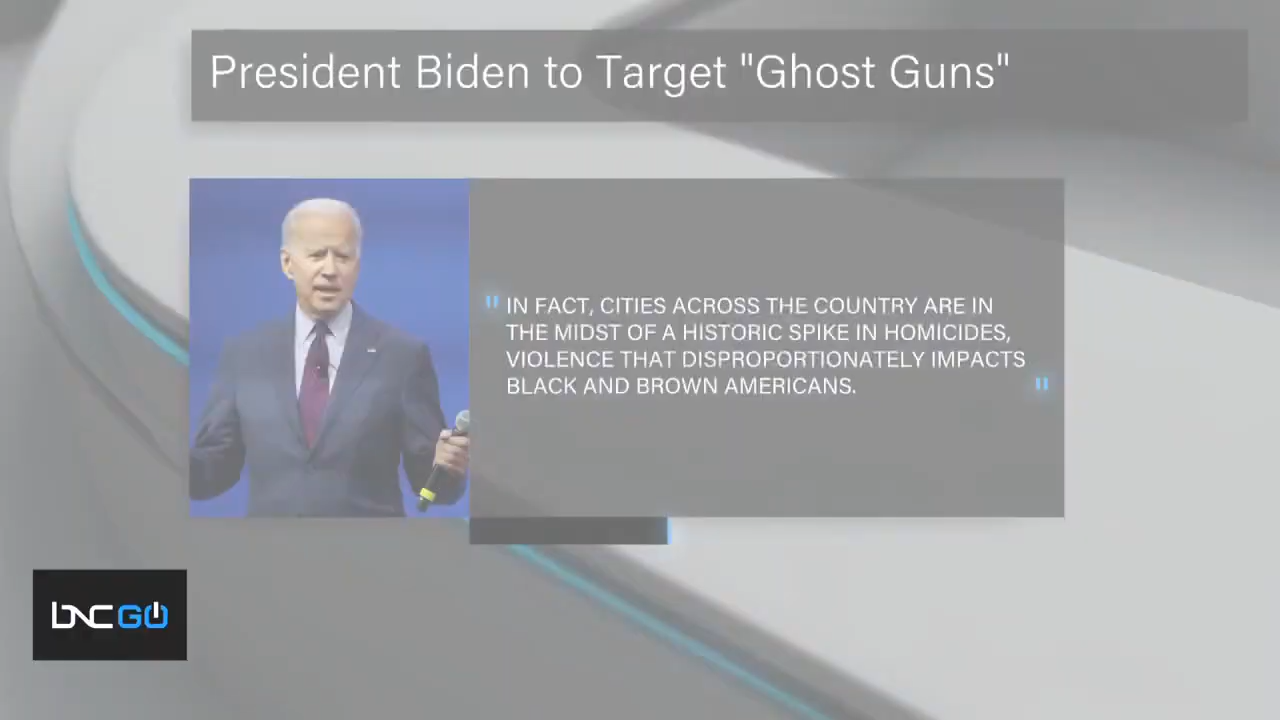 President Biden to Target "Ghost Guns"
"IN FACT, CITIES ACROSS THE COUNTRY ARE IN
THE MIDST OF A HISTORIC SPIKE IN HOMICIDES,
VIOLENCE THAT DISPROPORTIONATELY IMPACTS
BLACK AND BROWN AMERICANS."
BNC GO